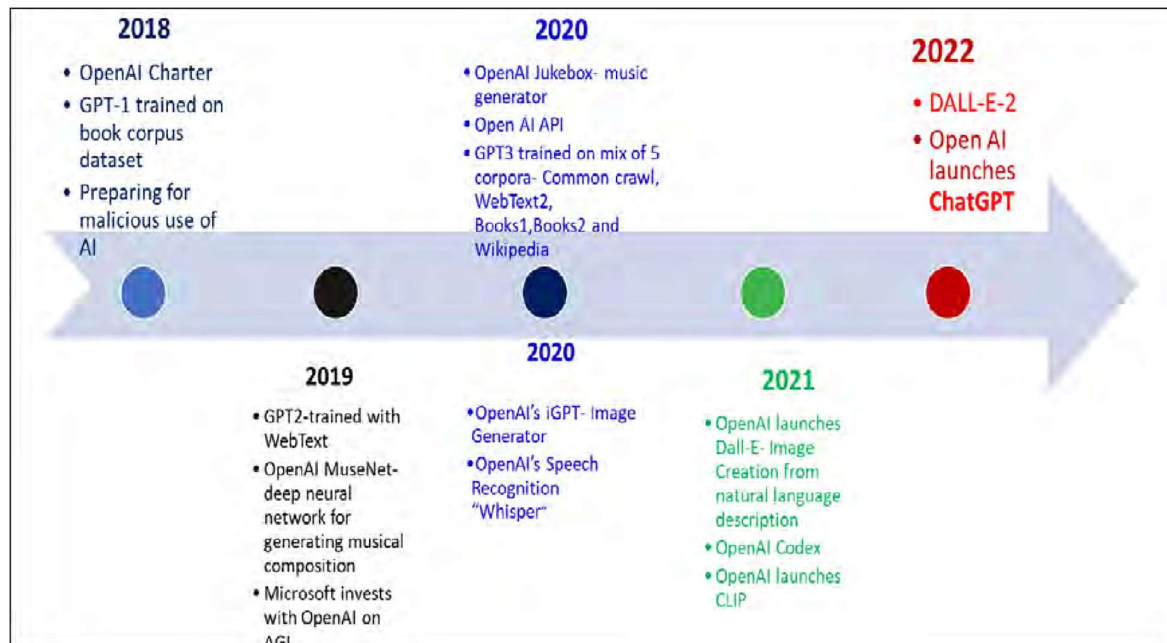 2018
• OpenAI Charter
• GPT-1 trained on
book corpus
dataset
• Preparing for
malicious use of
AI
2020
• OpenAI Jukebox- music
generator
• Open AI API
• GPT3 trained on mix of 5
corpora- Common crawl,
WebText2,
Books1,Books2 and
Wikipedia
2022
• DALL-E-2
• Open AI
launches
ChatGPT
2019
• GPT2-trained with
WebText
• OpenAI MuseNet-
deep neural
network for
generating musical
composition
• Microsoft invests
with OpenAI on
AGI
2020
•OpenAI’s iGPT- Image
Generator
•OpenAI’s Speech
Recognition
“Whisper”
2021
• OpenAI launches
Dall-E- Image
Creation from
natural language
description
• OpenAI Codex
• OpenAI launches
CLIP